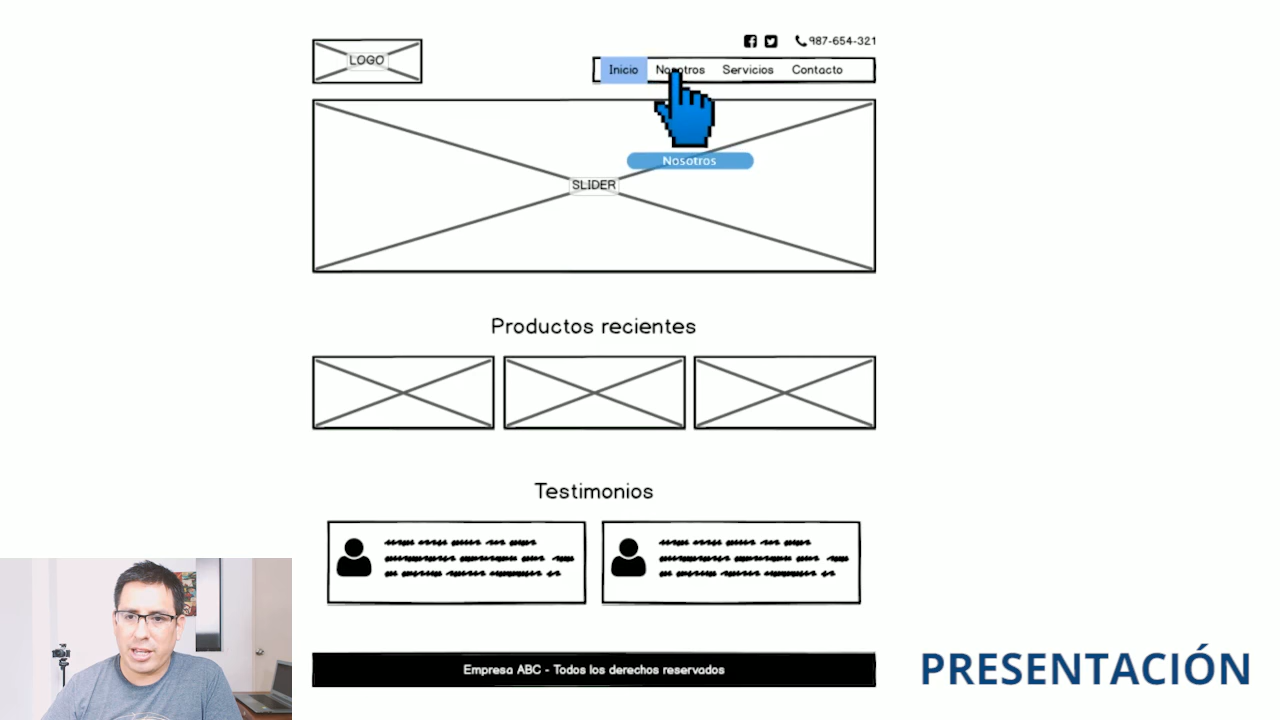 LOGO
987-654-321
Inicio Nosotros Servicios Contacto
Nosotros
SLIDER
Productos recientes
Testimonios
Empresa ABC - Todos los derechos reservados
PRESENTACIÓN